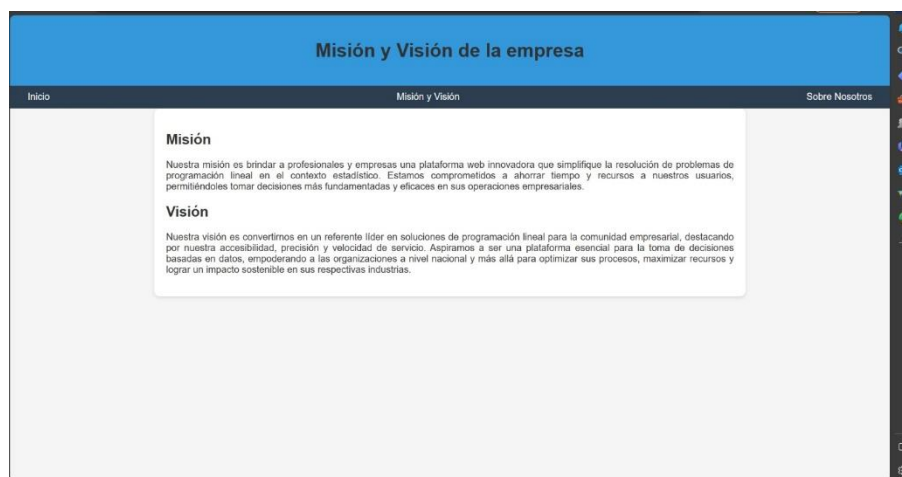 Misión y Visión de la empresa
Inicio
Misión y Visión
Sobre Nosotros
Misión
Nuestra misión es brindar a profesionales y empresas una plataforma web innovadora que simplifique la resolución de problemas de
programación lineal en el contexto estadístico. Estamos comprometidos a ahorrar tiempo y recursos a nuestros usuarios,
permitiéndoles tomar decisiones más fundamentadas y eficaces en sus operaciones empresariales.
Visión
Nuestra visión es convertirnos en un referente líder en soluciones de programación lineal para la comunidad empresarial, destacando
por nuestra accesibilidad, precisión y velocidad de servicio. Aspiramos a ser una plataforma esencial para la toma de decisiones
basadas en datos, empoderando a las organizaciones a nivel nacional y más allá para optimizar sus procesos, maximizar recursos y
lograr un impacto sostenible en sus respectivas industrias.